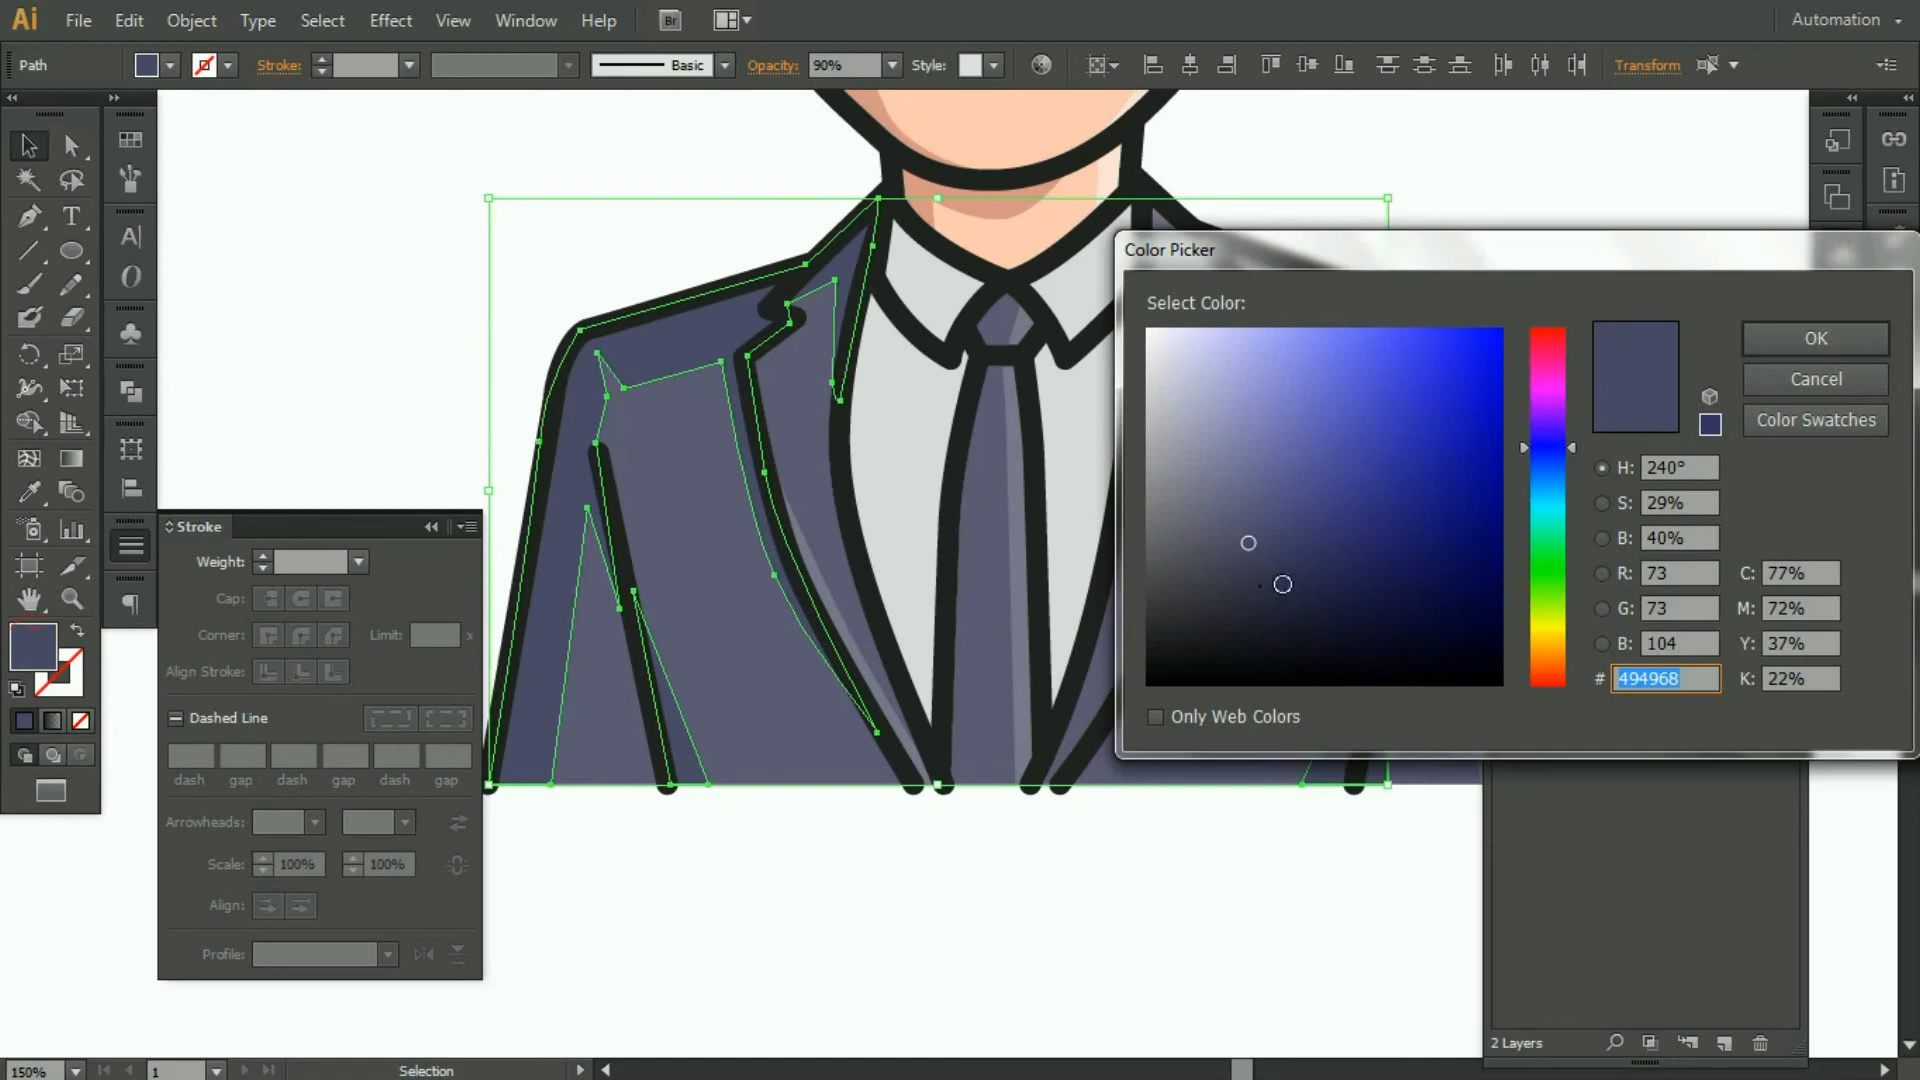 Ai File Edit Object Type Select Effect View Window Help Br Automation
Path Stroke: Basic Opacity: 90% Style: Transform
Color Picker
Select Color:
OK
Cancel
Color Swatches
H: 240°
S: 29%
B: 40%
R: 73 C: 77%
G: 73 M: 72%
B: 104 Y: 37%
# 494968 K: 22%
Only Web Colors
Stroke
Weight:
Cap:
Corner: Limit: x
Align Stroke:
Dashed Line
dash gap dash gap dash gap
Arrowheads:
Scale: 100% 100%
Align:
Profile:
2 Layers
150% 1 Selection